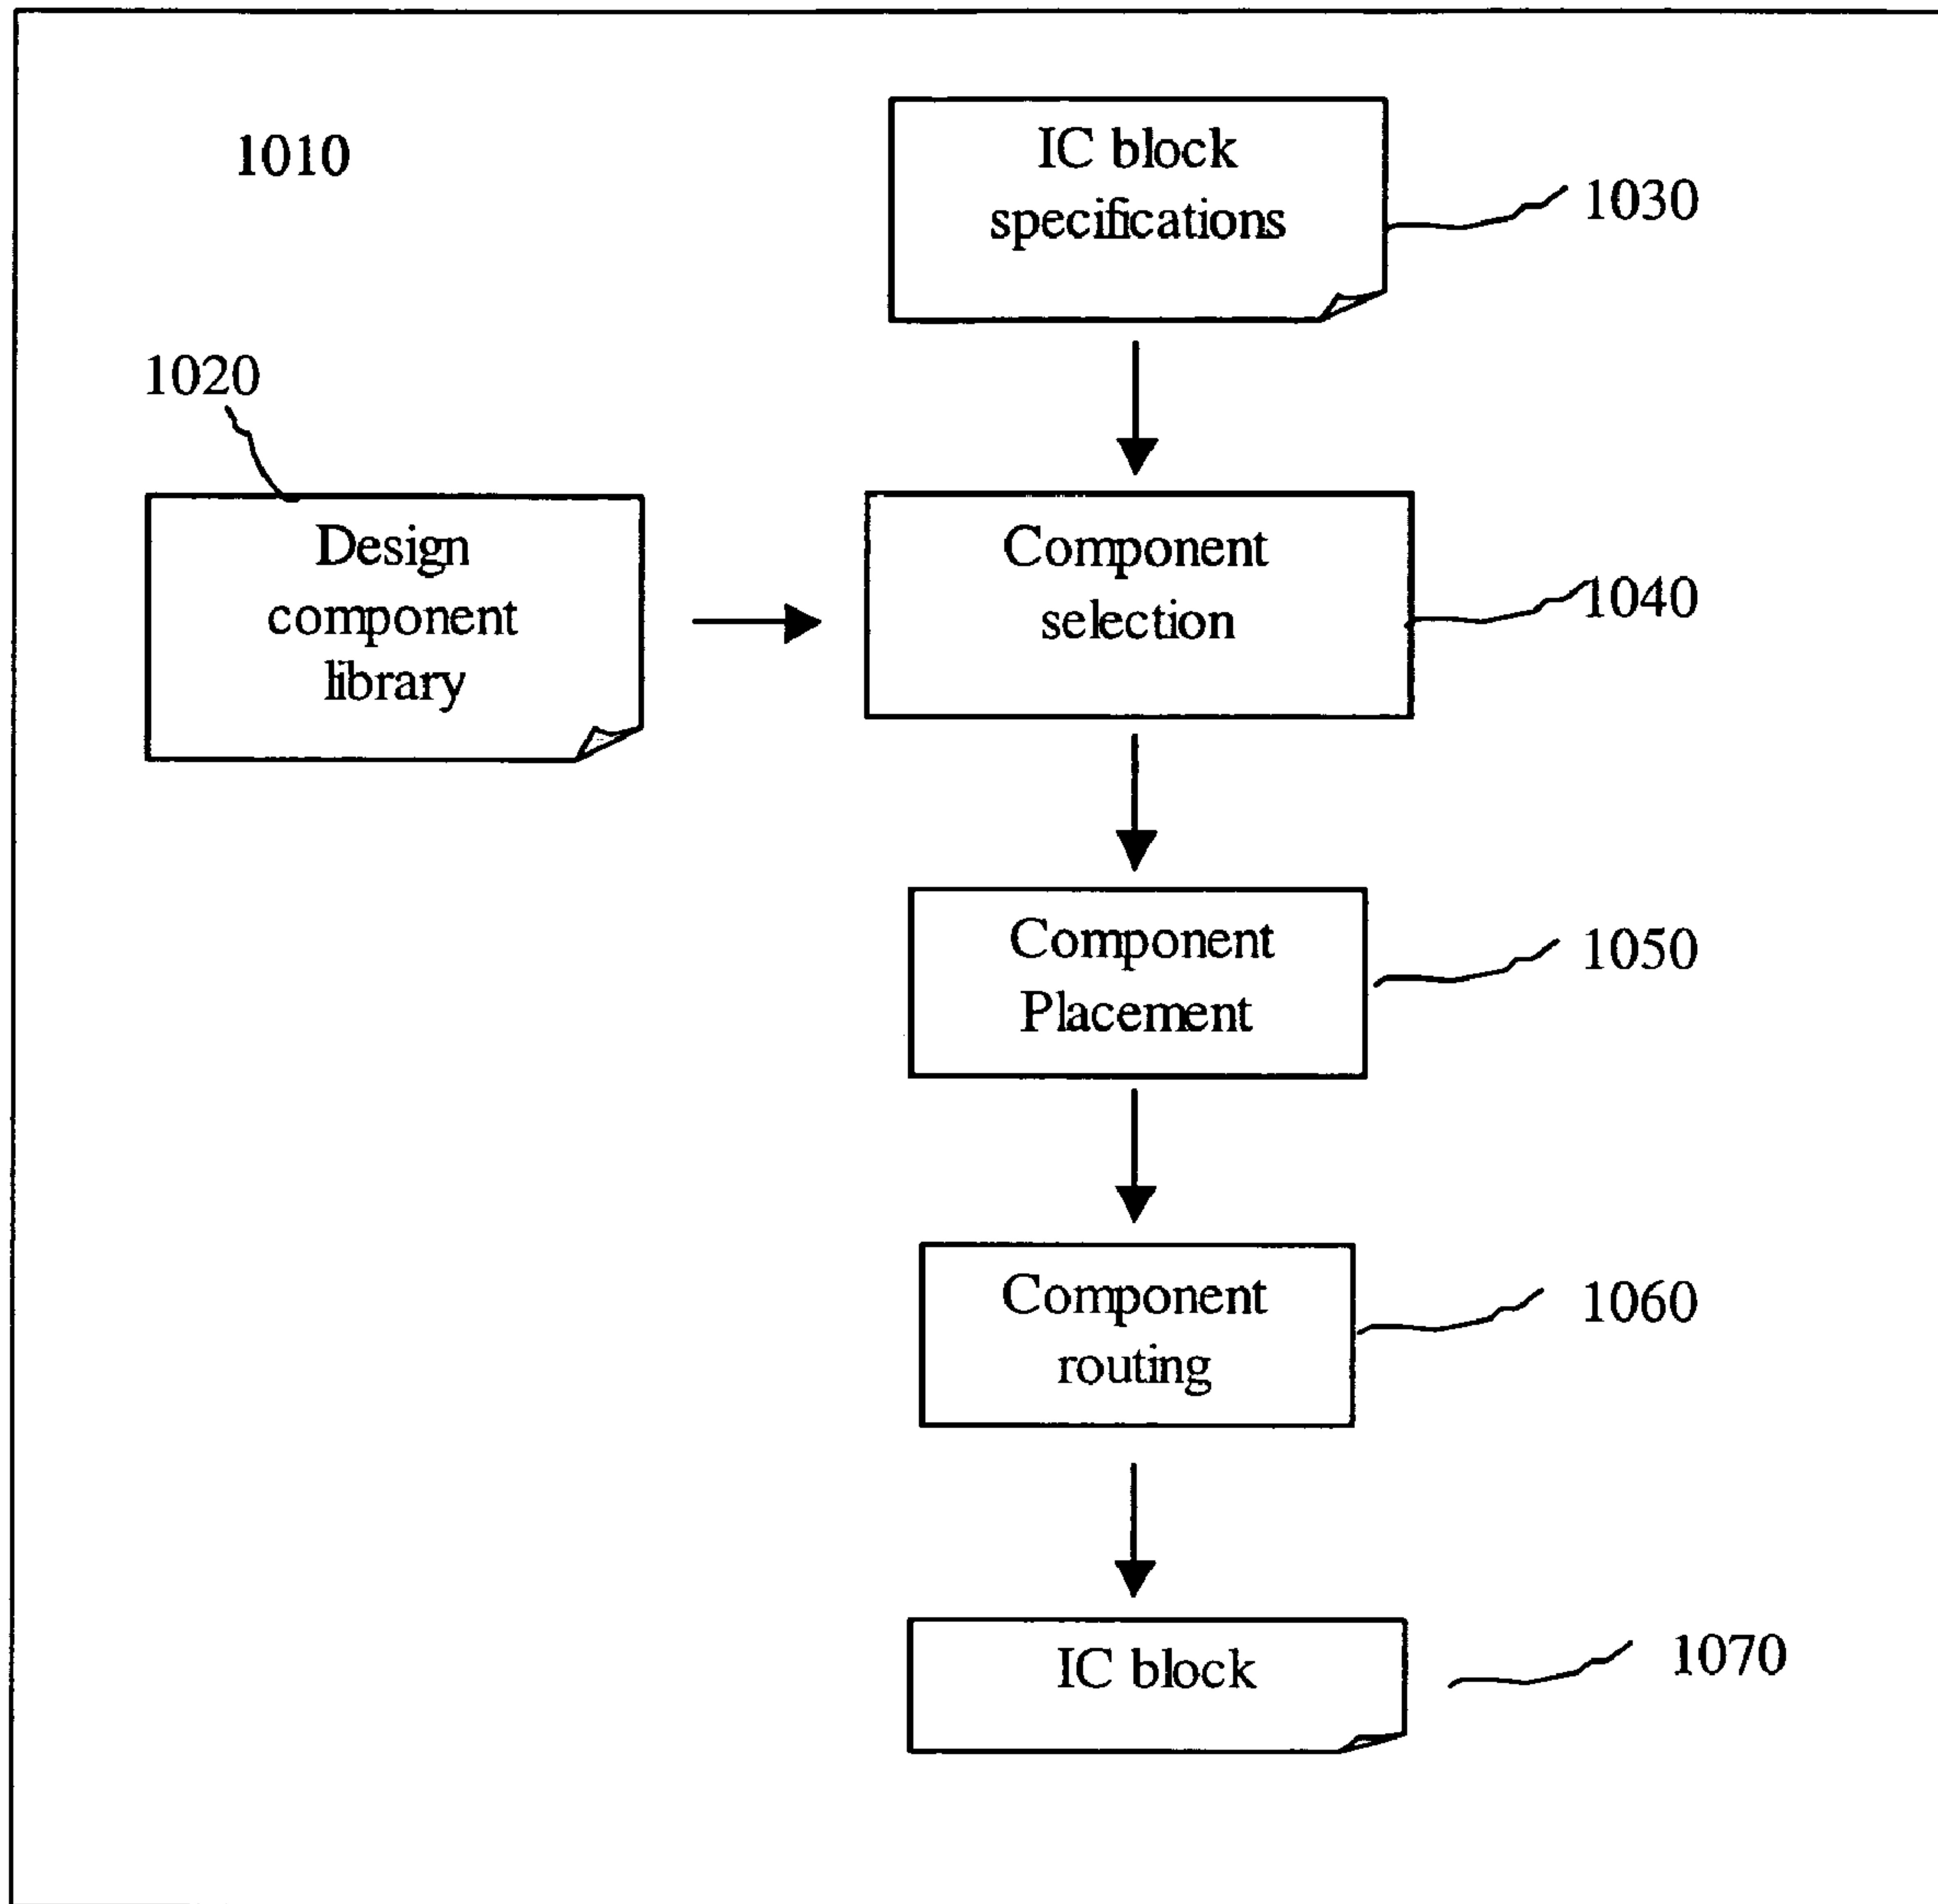 1010
IC block
specifications
1030
1020
Design
component
library
Component
selection
1040
Component
Placement
1050
Component
routing
1060
IC block
1070